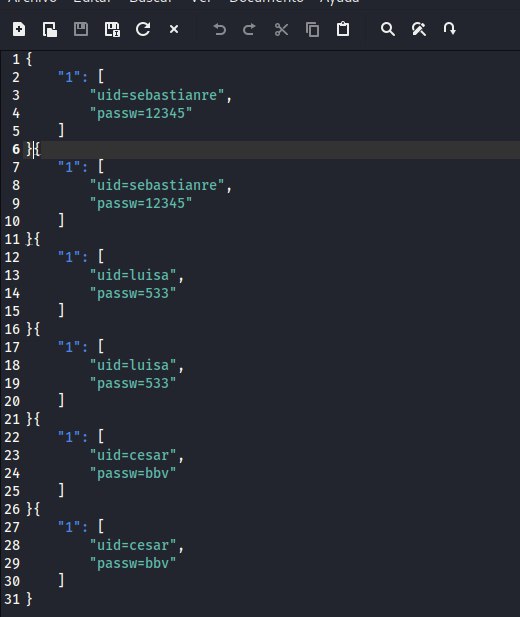 Archivo Editar Buscar Ver Documento Ayuda
1 {
2     "1": [
3         "uid=sebastianre",
4         "passw=12345"
5     ]
6 }{
7     "1": [
8         "uid=sebastianre",
9         "passw=12345"
10     ]
11 }{
12     "1": [
13         "uid=luisa",
14         "passw=533"
15     ]
16 }{
17     "1": [
18         "uid=luisa",
19         "passw=533"
20     ]
21 }{
22     "1": [
23         "uid=cesar",
24         "passw=bbv"
25     ]
26 }{
27     "1": [
28         "uid=cesar",
29         "passw=bbv"
30     ]
31 }